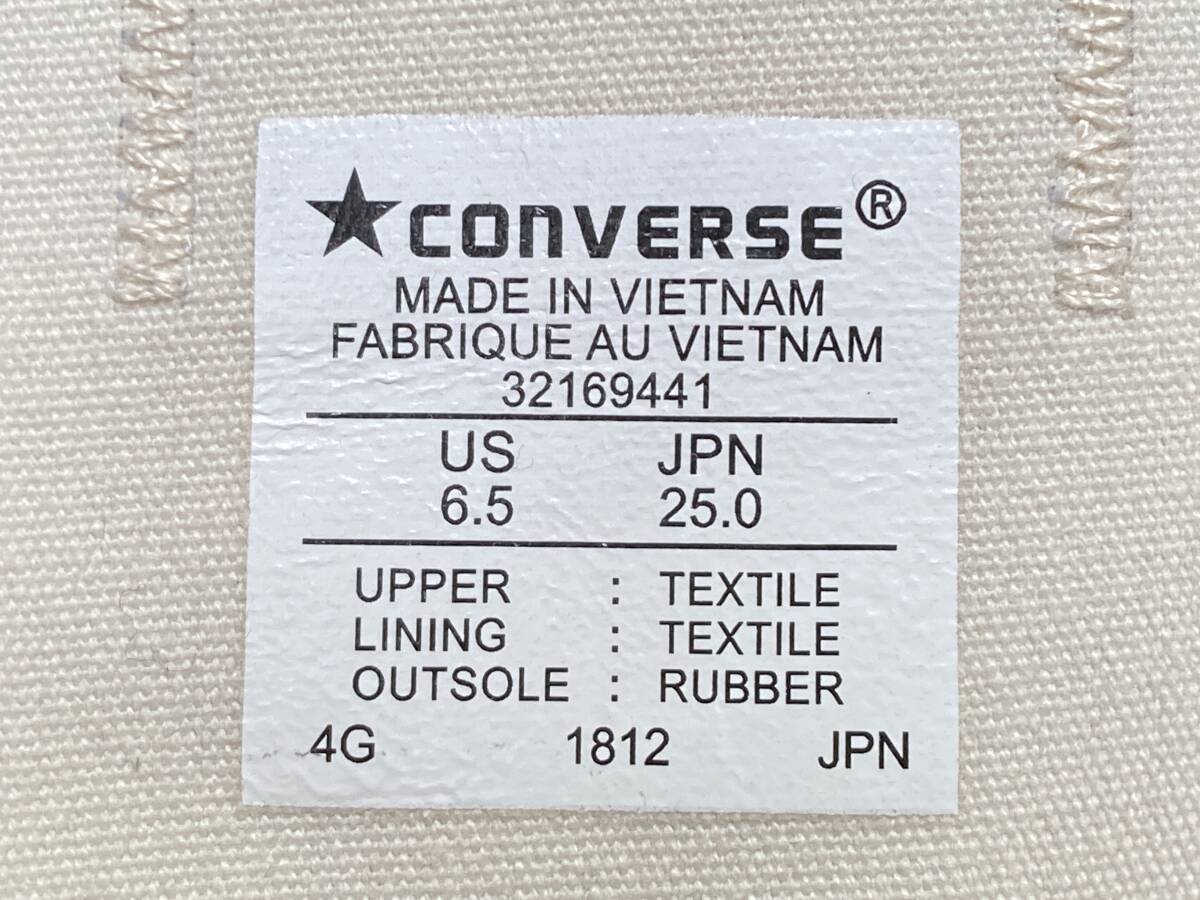 ★CONVERSE®
MADE IN VIETNAM
FABRIQUE AU VIETNAM
32169441
US JPN
6.5 25.0
UPPER : TEXTILE
LINING : TEXTILE
OUTSOLE : RUBBER
4G 1812 JPN